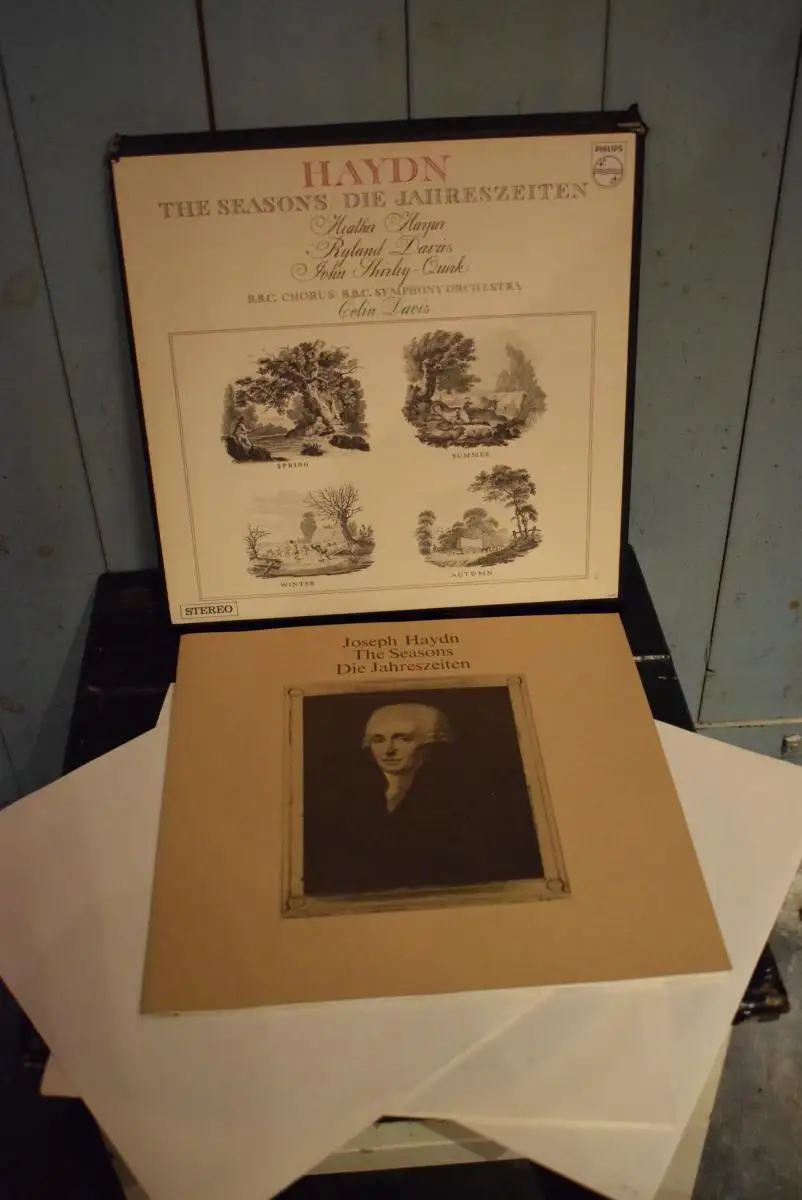 HAYDN
PHILIPS
THE SEASONS DIE JAHRESZEITEN
Heather Harper
Ryland Davis
John Shirley-Quirk
B.B.C. CHORUS B.B.C. SYMPHONY ORCHESTRA
Colin Davis
SPRING
SUMMER
WINTER
AUTUMN
STEREO
Joseph Haydn
The Seasons
Die Jahreszeiten